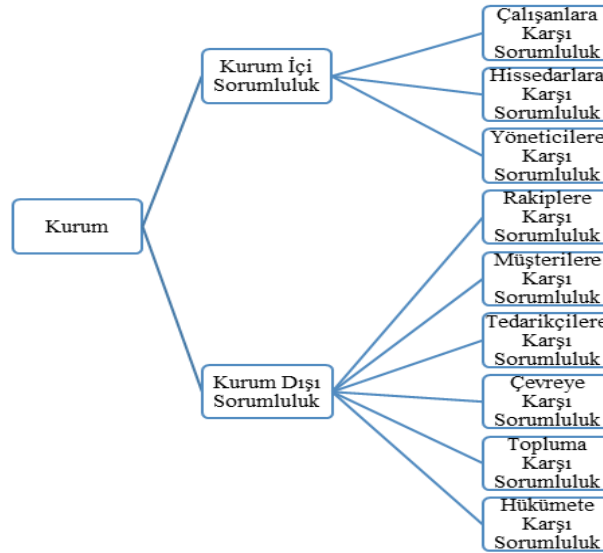 Kurum
Kurum İçi
Sorumluluk
Çalışanlara
Karşı
Sorumluluk
Hissedarlara
Karşı
Sorumluluk
Yöneticilere
Karşı
Sorumluluk
Kurum Dışı
Sorumluluk
Rakiplere
Karşı
Sorumluluk
Müşterilere
Karşı
Sorumluluk
Tedarikçilere
Karşı
Sorumluluk
Çevreye
Karşı
Sorumluluk
Topluma
Karşı
Sorumluluk
Hükümete
Karşı
Sorumluluk